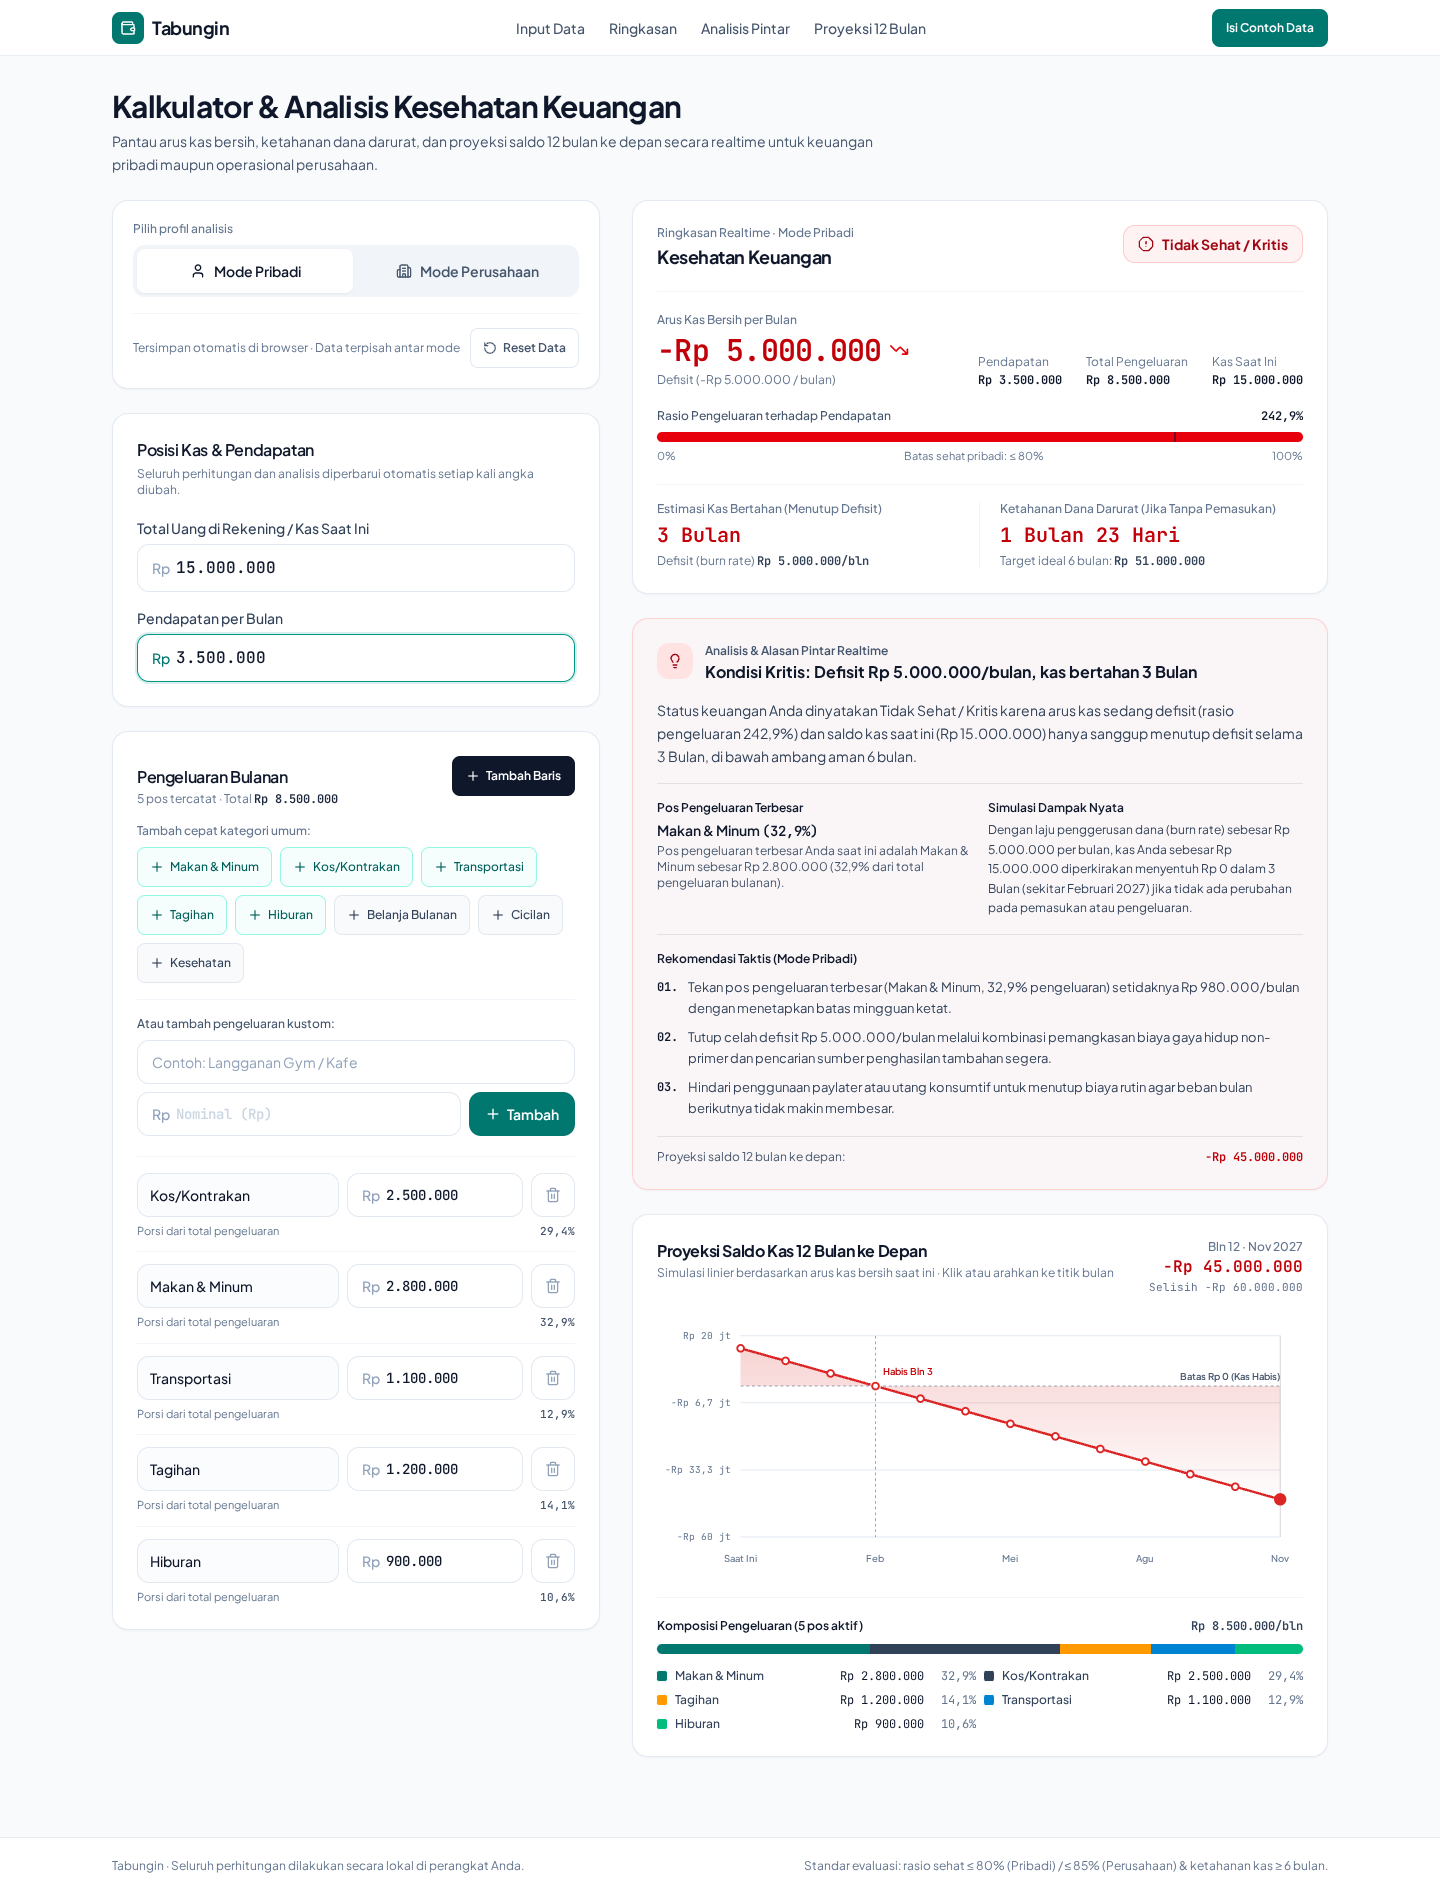 Tabungin
Input Data
Ringkasan
Analisis Pintar
Proyeksi 12 Bulan
Isi Contoh Data
Kalkulator & Analisis Kesehatan Keuangan
Pantau arus kas bersih, ketahanan dana darurat, dan proyeksi saldo 12 bulan ke depan secara realtime untuk keuangan
pribadi maupun operasional perusahaan.
Pilih profil analisis
Mode Pribadi
Mode Perusahaan
Tersimpan otomatis di browser · Data terpisah antar mode
Reset Data
Posisi Kas & Pendapatan
Seluruh perhitungan dan analisis diperbarui otomatis setiap kali angka
diubah.
Total Uang di Rekening / Kas Saat Ini
Rp 15.000.000
Pendapatan per Bulan
Rp 3.500.000
Pengeluaran Bulanan
5 pos tercatat · Total Rp 8.500.000
Tambah Baris
Tambah cepat kategori umum:
Makan & Minum
Kos/Kontrakan
Transportasi
Tagihan
Hiburan
Belanja Bulanan
Cicilan
Kesehatan
Atau tambah pengeluaran kustom:
Contoh: Langganan Gym / Kafe
Rp Nominal (Rp)
Tambah
Kos/Kontrakan
Rp 2.500.000
Porsi dari total pengeluaran
29,4%
Makan & Minum
Rp 2.800.000
Porsi dari total pengeluaran
32,9%
Transportasi
Rp 1.100.000
Porsi dari total pengeluaran
12,9%
Tagihan
Rp 1.200.000
Porsi dari total pengeluaran
14,1%
Hiburan
Rp 900.000
Porsi dari total pengeluaran
10,6%
Ringkasan Realtime · Mode Pribadi
Kesehatan Keuangan
Tidak Sehat / Kritis
Arus Kas Bersih per Bulan
-Rp 5.000.000
Defisit (-Rp 5.000.000 / bulan)
Pendapatan
Rp 3.500.000
Total Pengeluaran
Rp 8.500.000
Kas Saat Ini
Rp 15.000.000
Rasio Pengeluaran terhadap Pendapatan
242,9%
0%
Batas sehat pribadi: ≤ 80%
100%
Estimasi Kas Bertahan (Menutup Defisit)
3 Bulan
Defisit (burn rate) Rp 5.000.000/bln
Ketahanan Dana Darurat (Jika Tanpa Pemasukan)
1 Bulan 23 Hari
Target ideal 6 bulan: Rp 51.000.000
Analisis & Alasan Pintar Realtime
Kondisi Kritis: Defisit Rp 5.000.000/bulan, kas bertahan 3 Bulan
Status keuangan Anda dinyatakan Tidak Sehat / Kritis karena arus kas sedang defisit (rasio
pengeluaran 242,9%) dan saldo kas saat ini (Rp 15.000.000) hanya sanggup menutup defisit selama
3 Bulan, di bawah ambang aman 6 bulan.
Pos Pengeluaran Terbesar
Makan & Minum (32,9%)
Pos pengeluaran terbesar Anda saat ini adalah Makan &
Minum sebesar Rp 2.800.000 (32,9% dari total
pengeluaran bulanan).
Simulasi Dampak Nyata
Dengan laju penggerusan dana (burn rate) sebesar Rp
5.000.000 per bulan, kas Anda sebesar Rp
15.000.000 diperkirakan menyentuh Rp 0 dalam 3
Bulan (sekitar Februari 2027) jika tidak ada perubahan
pada pemasukan atau pengeluaran.
Rekomendasi Taktis (Mode Pribadi)
01. Tekan pos pengeluaran terbesar (Makan & Minum, 32,9% pengeluaran) setidaknya Rp 980.000/bulan
dengan menetapkan batas mingguan ketat.
02. Tutup celah defisit Rp 5.000.000/bulan melalui kombinasi pemangkasan biaya gaya hidup non-
primer dan pencarian sumber penghasilan tambahan segera.
03. Hindari penggunaan paylater atau utang konsumtif untuk menutup biaya rutin agar beban bulan
berikutnya tidak makin membesar.
Proyeksi saldo 12 bulan ke depan:
-Rp 45.000.000
Proyeksi Saldo Kas 12 Bulan ke Depan
Simulasi linier berdasarkan arus kas bersih saat ini · Klik atau arahkan ke titik bulan
Bln 12 · Nov 2027
-Rp 45.000.000
Selisih -Rp 60.000.000
Rp 20 jt
Habis Bln 3
Batas Rp 0 (Kas Habis)
-Rp 6,7 jt
-Rp 33,3 jt
-Rp 60 jt
Saat Ini
Feb
Mei
Agu
Nov
Komposisi Pengeluaran (5 pos aktif)
Rp 8.500.000/bln
Makan & Minum Rp 2.800.000 32,9%
Kos/Kontrakan Rp 2.500.000 29,4%
Tagihan Rp 1.200.000 14,1%
Transportasi Rp 1.100.000 12,9%
Hiburan Rp 900.000 10,6%
Tabungin · Seluruh perhitungan dilakukan secara lokal di perangkat Anda.
Standar evaluasi: rasio sehat ≤ 80% (Pribadi) / ≤ 85% (Perusahaan) & ketahanan kas ≥ 6 bulan.